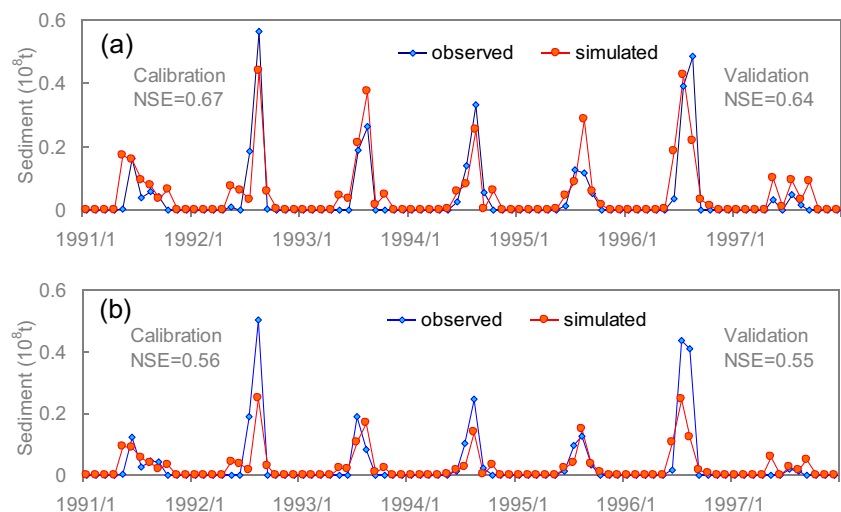 0.6
(a)
observed
simulated
Calibration
NSE=0.67
Validation
NSE=0.64
0.4
0.2
0
Sediment (10⁸t)
1991/1 1992/1 1993/1 1994/1 1995/1 1996/1 1997/1
0.6
(b)
observed
simulated
Calibration
NSE=0.56
Validation
NSE=0.55
0.4
0.2
0
Sediment (10⁸t)
1991/1 1992/1 1993/1 1994/1 1995/1 1996/1 1997/1